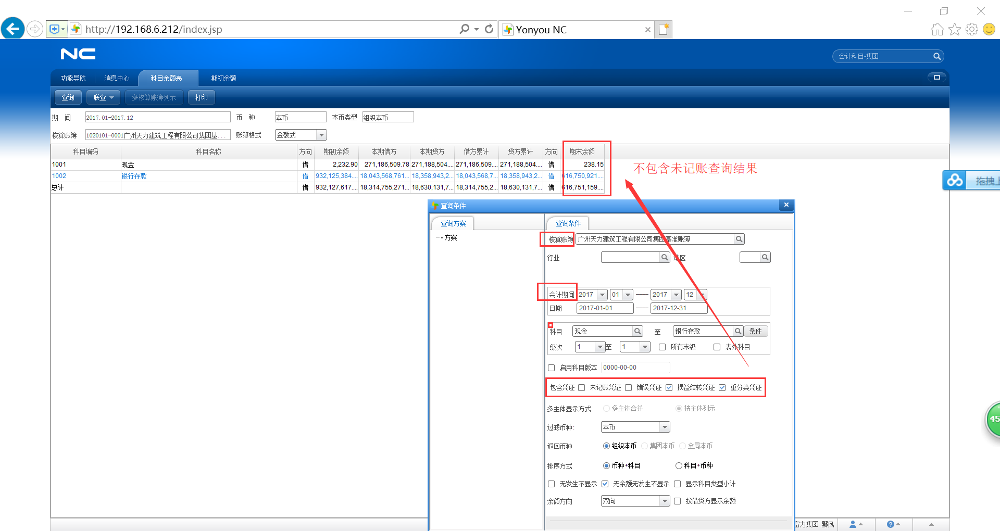 http://192.168.6.212/index.jsp
Yonyou NC
NC
会计科目-集团
功能导航 消息中心 科目余额表 期初余额
查询 联查 多核算账簿列示 打印
期 间 2017.01-2017.12 币 种 本币 本币类型 组织本币
核算账簿 1020101-0001广州天力建筑工程有限公司集团基... 账簿格式 金额式
科目编码 科目名称 方向 期初余额 本期借方 本期贷方 借方累计 贷方累计 方向 期末余额
1001 现金 借 2,232.90 271,186,509.78 271,188,504.... 271,186,509.... 271,188,504.... 借 238.15
1002 银行存款 借 932,125,384.... 18,043,568,761... 18,358,943,2... 18,043,568,7... 18,358,943,2... 借 616,750,921....
总计 借 932,127,617.... 18,314,755,271... 18,630,131,7... 18,314,755,2... 18,630,131,7... 借 616,751,159....
不包含未记账查询结果
拖拽上
查询条件
查询方案 查询条件
方案
核算账簿 广州天力建筑工程有限公司集团基准账簿
行业 地区
会计期间 2017 01 —— 2017 12
日期 2017-01-01 —— 2017-12-31
科目 现金 至 银行存款 条件
级次 1 至 1 所有末级 表外科目
启用科目版本 0000-00-00
包含凭证 未记账凭证 错误凭证 损益结转凭证 重分类凭证
多主体显示方式 多主体合并 按主体列示
过滤币种: 本币
返回币种 组织本币 集团本币 全局本币
排序方式 币种+科目 科目+币种
无发生不显示 无余额无发生不显示 显示科目类型小计
余额方向 双向 按借贷方显示余额
45
富力集团 鄢凤